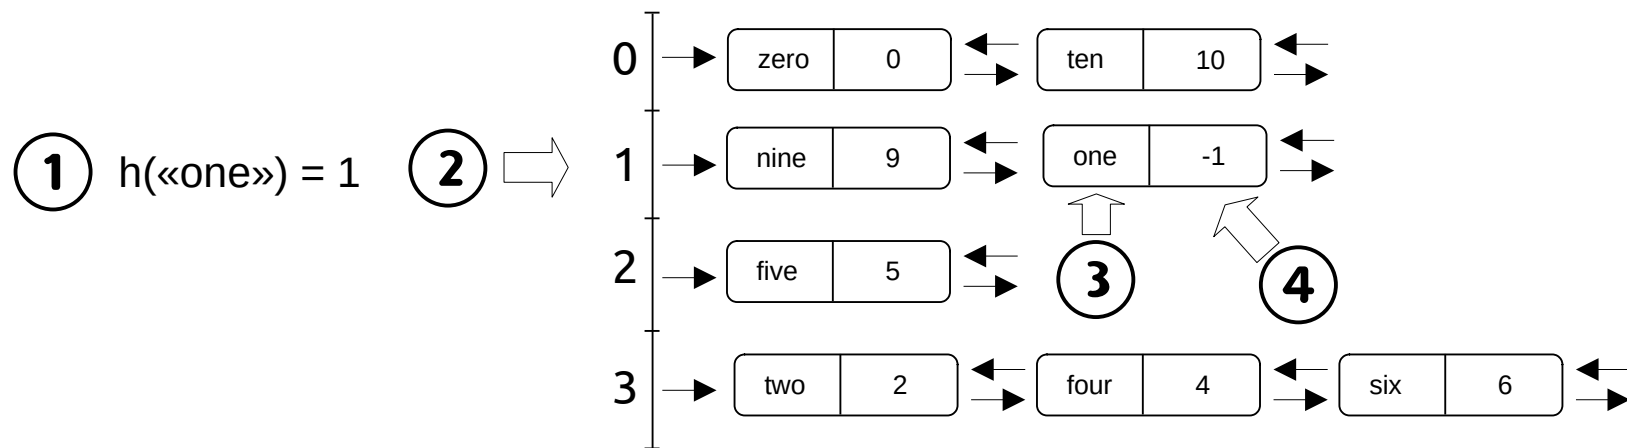 0 zero 0 ten 10
1 h(«one») = 1 2 1 nine 9 one -1
2 five 5 3 4
3 two 2 four 4 six 6